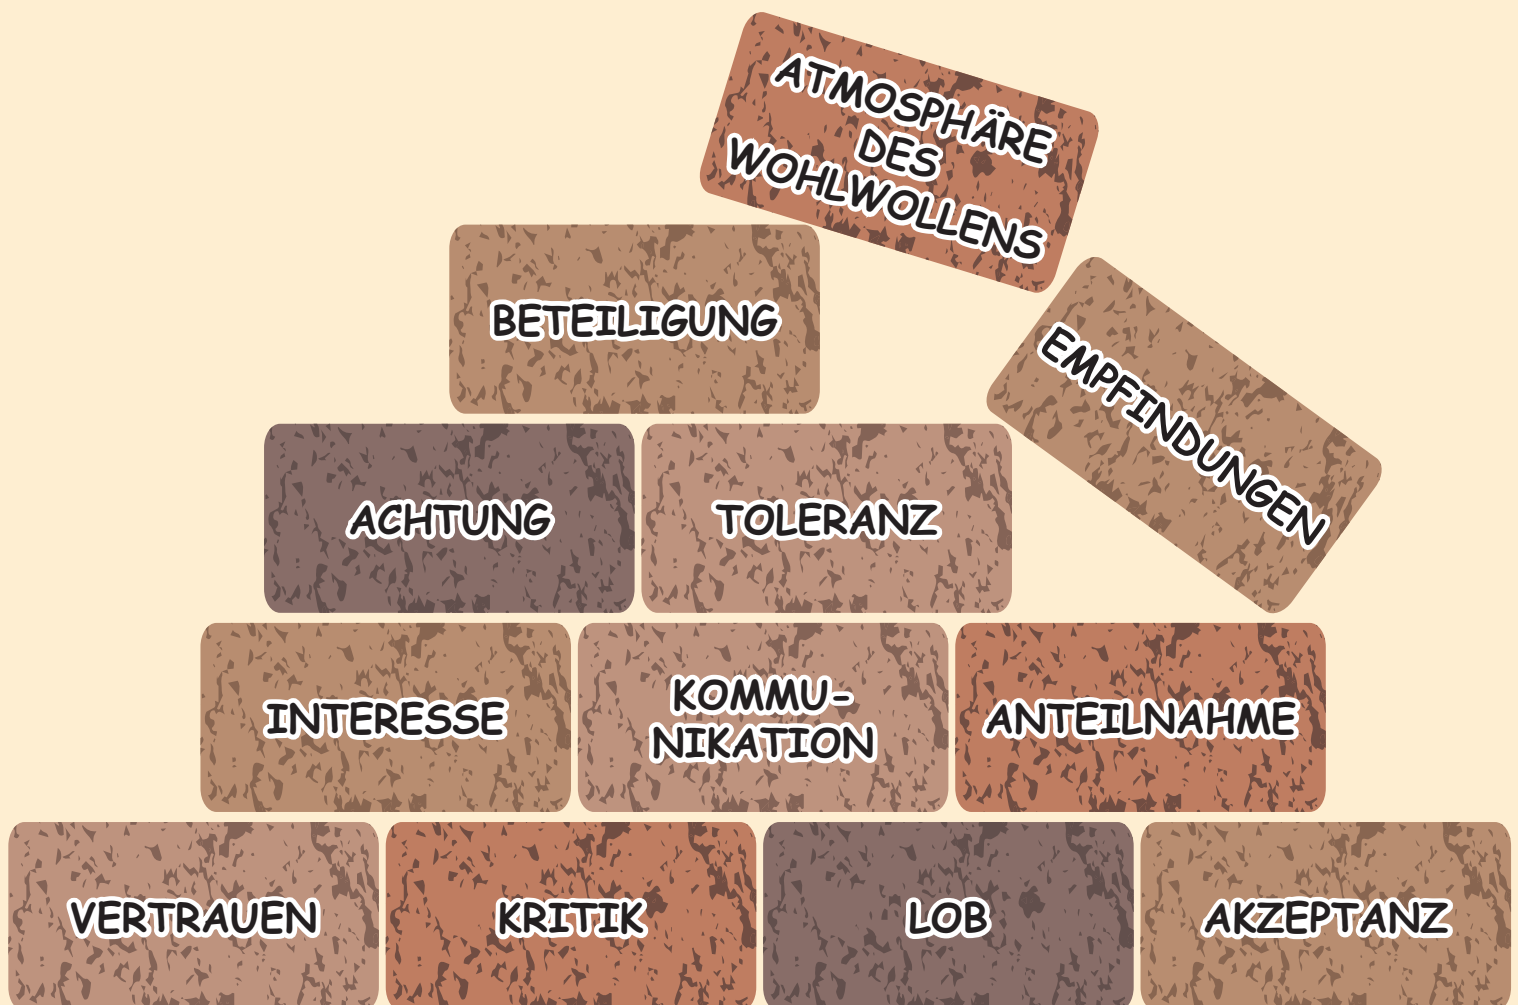 ATMOSPHÄRE
DES
WOHLWOLLENS
BETEILIGUNG
EMPFINDUNGEN
ACHTUNG
TOLERANZ
INTERESSE
KOMMU-
NIKATION
ANTEILNAHME
VERTRAUEN
KRITIK
LOB
AKZEPTANZ